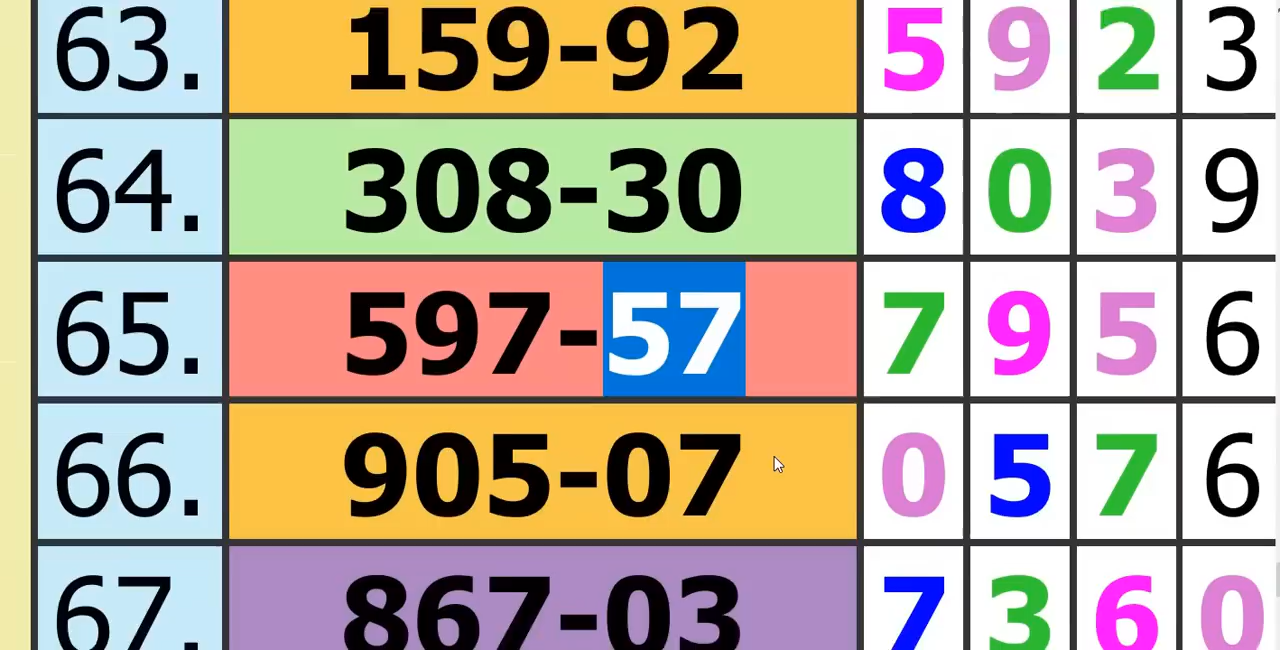 63. 159-92 5 9 2 3
64. 308-30 8 0 3 9
65. 597-57 7 9 5 6
66. 905-07 0 5 7 6
67. 867-03 7 3 6 0